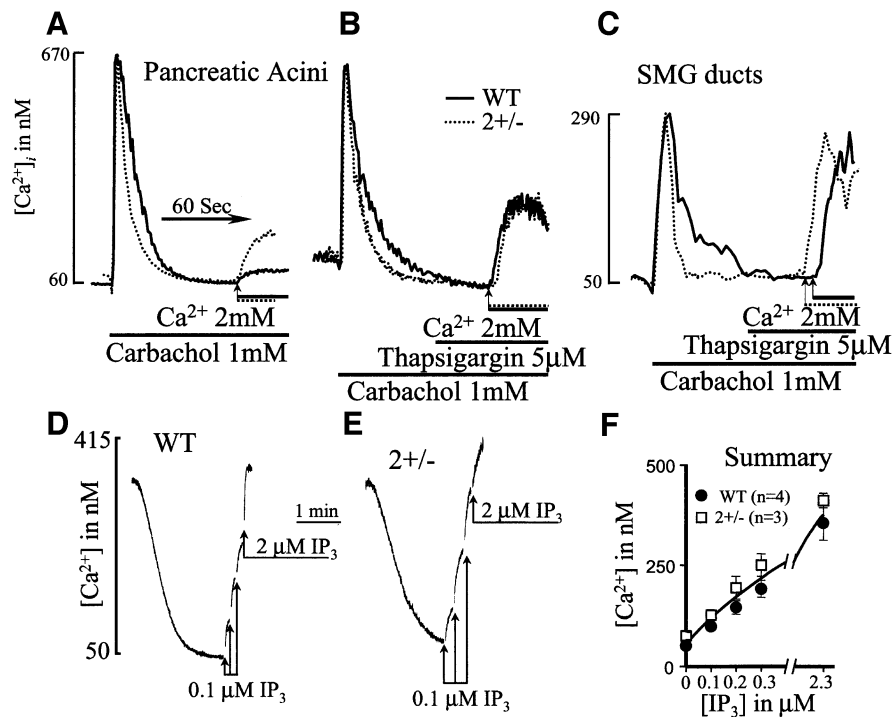 A
B
C
670
Pancreatic Acini
SMG ducts
WT
2+/-
290
[Ca²⁺]ᵢ in nM
60 Sec
60
50
Ca²⁺ 2mM
Carbachol 1mM
Ca²⁺ 2mM
Thapsigargin 5µM
Carbachol 1mM
Ca²⁺ 2mM
Thapsigargin 5µM
Carbachol 1mM
D
WT
E
2+/-
F
Summary
415
[Ca²⁺] in nM
50
1 min
2 µM IP₃
0.1 µM IP₃
2 µM IP₃
0.1 µM IP₃
500
WT (n=4)
2+/- (n=3)
[Ca²⁺] in nM
250
0
0 0.1 0.2 0.3 2.3
[IP₃] in µM